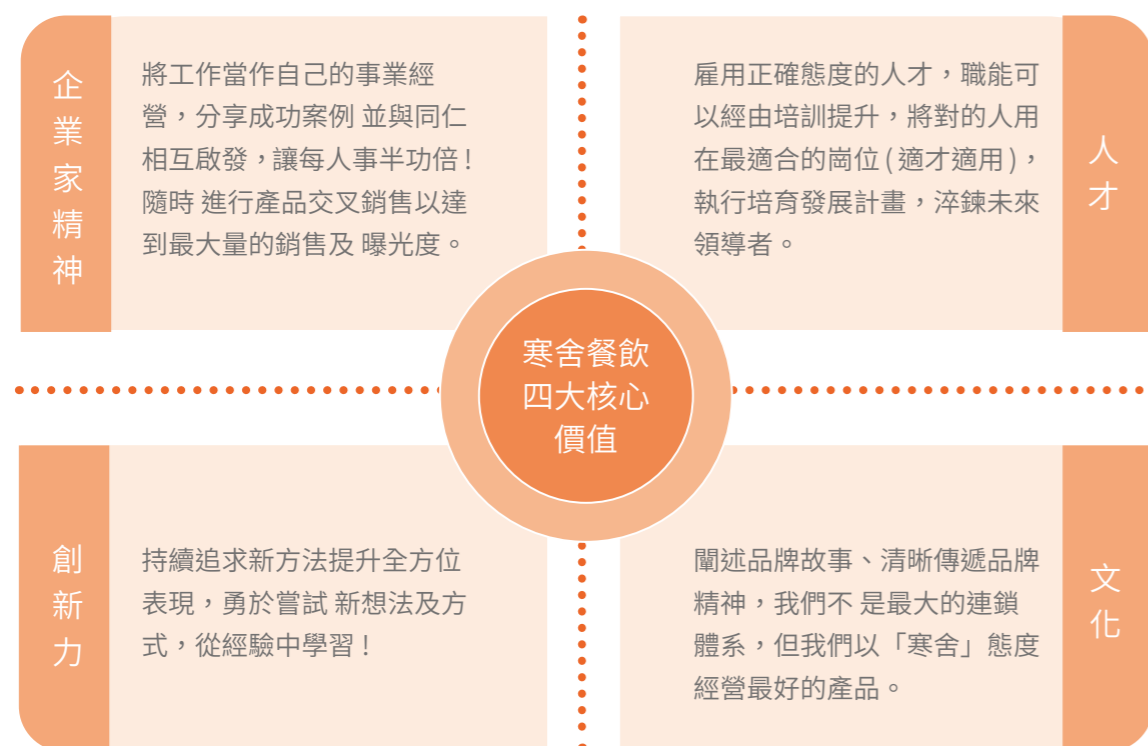 企業家精神
將工作當作自己的事業經
營，分享成功案例 並與同仁
相互啟發，讓每人事半功倍!
隨時 進行產品交叉銷售以達
到最大量的銷售及 曝光度。
雇用正確態度的人才，職能可
以經由培訓提升，將對的人用
在最適合的崗位 ( 適才適用 )，
執行培育發展計畫，淬鍊未來
領導者。
人才
寒舍餐飲
四大核心
價值
創新力
持續追求新方法提升全方位
表現，勇於嘗試 新想法及方
式，從經驗中學習 !
闡述品牌故事、清晰傳遞品牌
精神，我們不 是最大的連鎖
體系，但我們以「寒舍」態度
經營最好的產品。
文化